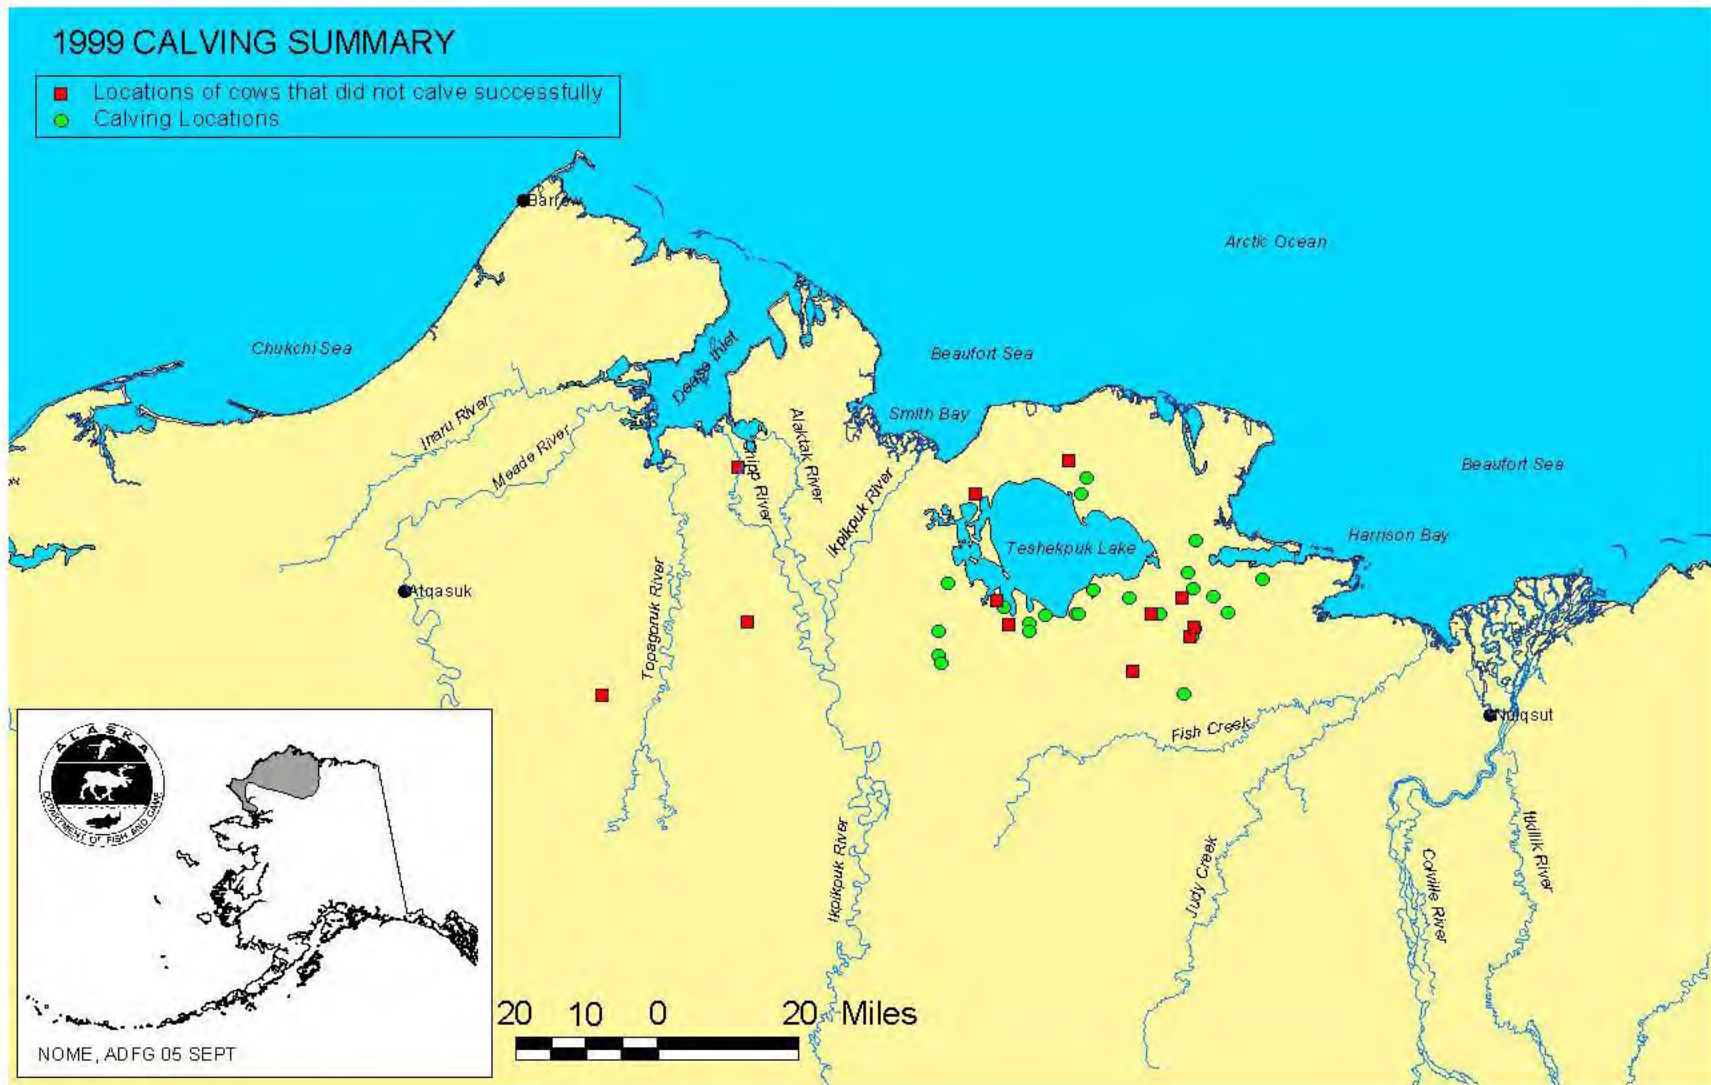 1999 CALVING SUMMARY
Locations of cows that did not calve successfully
Calving Locations
Barrow
Arctic Ocean
Chukchi Sea
Dease Inlet
Beaufort Sea
Smith Bay
Inaru River
Meade River
Chipp River
Alaktak River
Ikpikpuk River
Beaufort Sea
Harrison Bay
Teshekpuk Lake
Atqasuk
Topagoruk River
Nuiqsut
Fish Creek
Ikpikpuk River
Judy Creek
Colville River
Itkillik River
ALASKA
DEPARTMENT OF FISH AND GAME
20 10 0 20 Miles
NOME, ADFG 05 SEPT